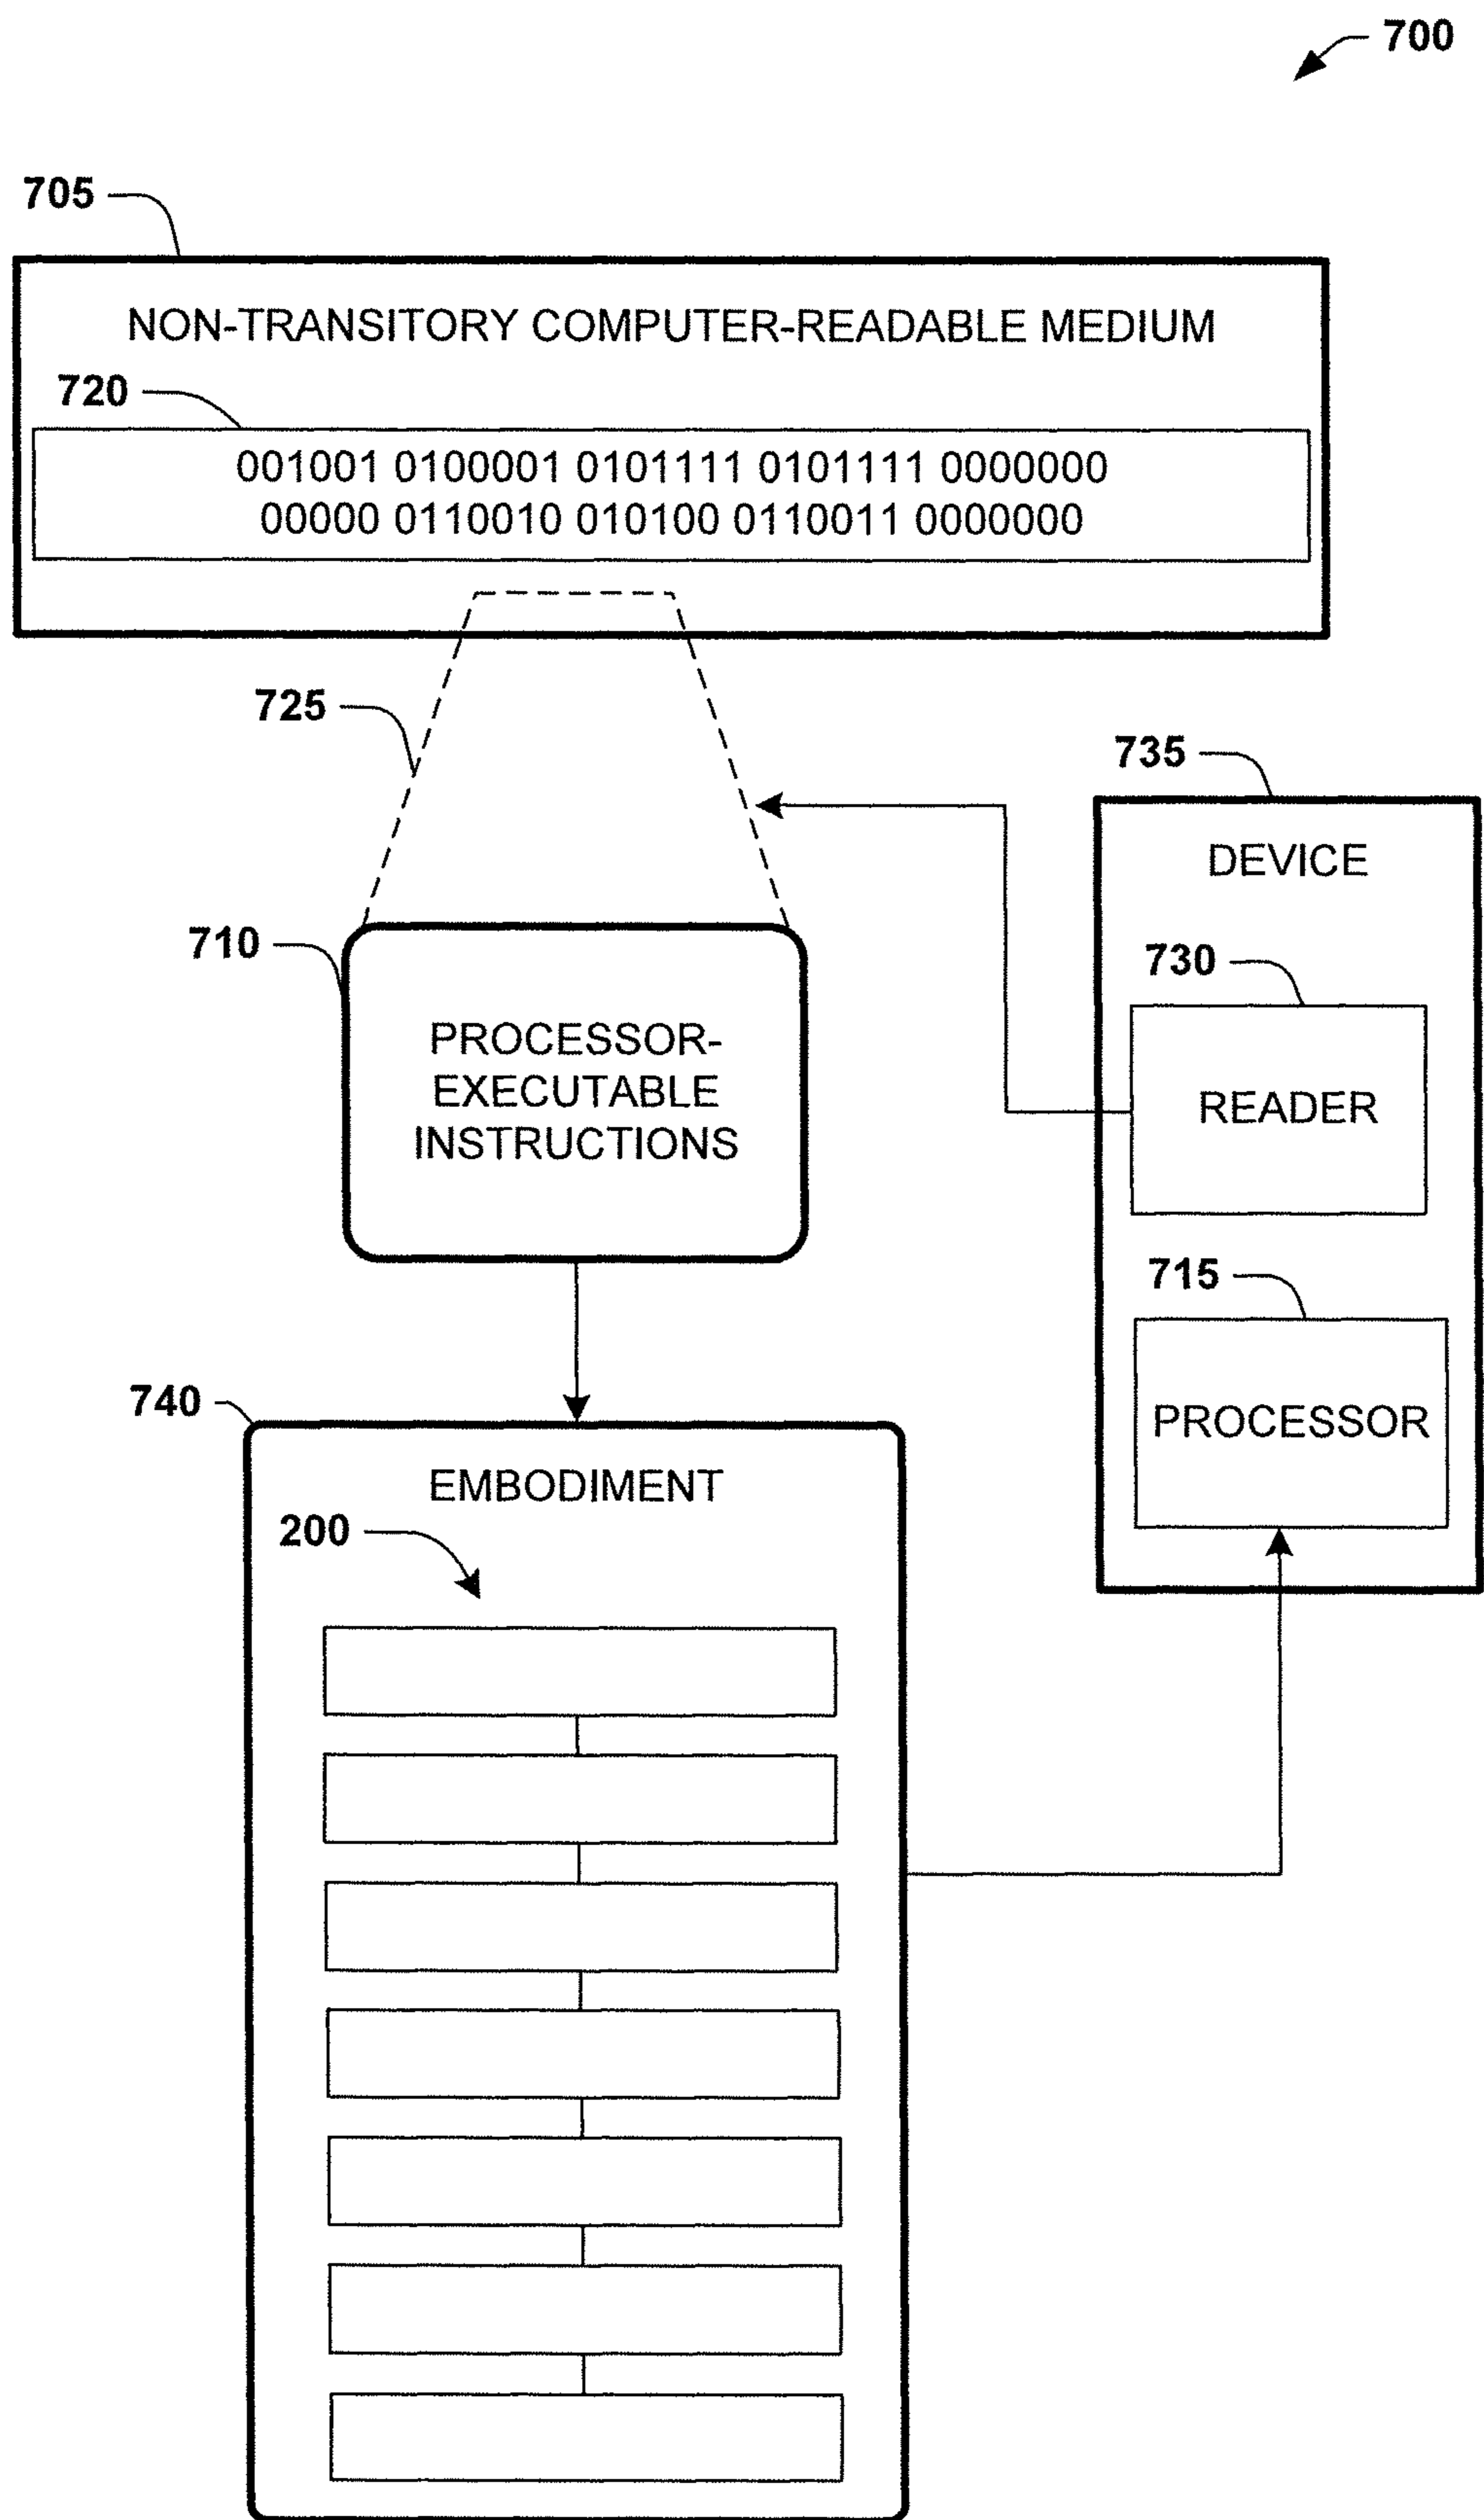 700
705
NON-TRANSITORY COMPUTER-READABLE MEDIUM
720
001001 0100001 0101111 0101111 0000000
00000 0110010 010100 0110011 0000000
725
735
DEVICE
710
730
PROCESSOR-
EXECUTABLE
INSTRUCTIONS
READER
715
PROCESSOR
740
EMBODIMENT
200